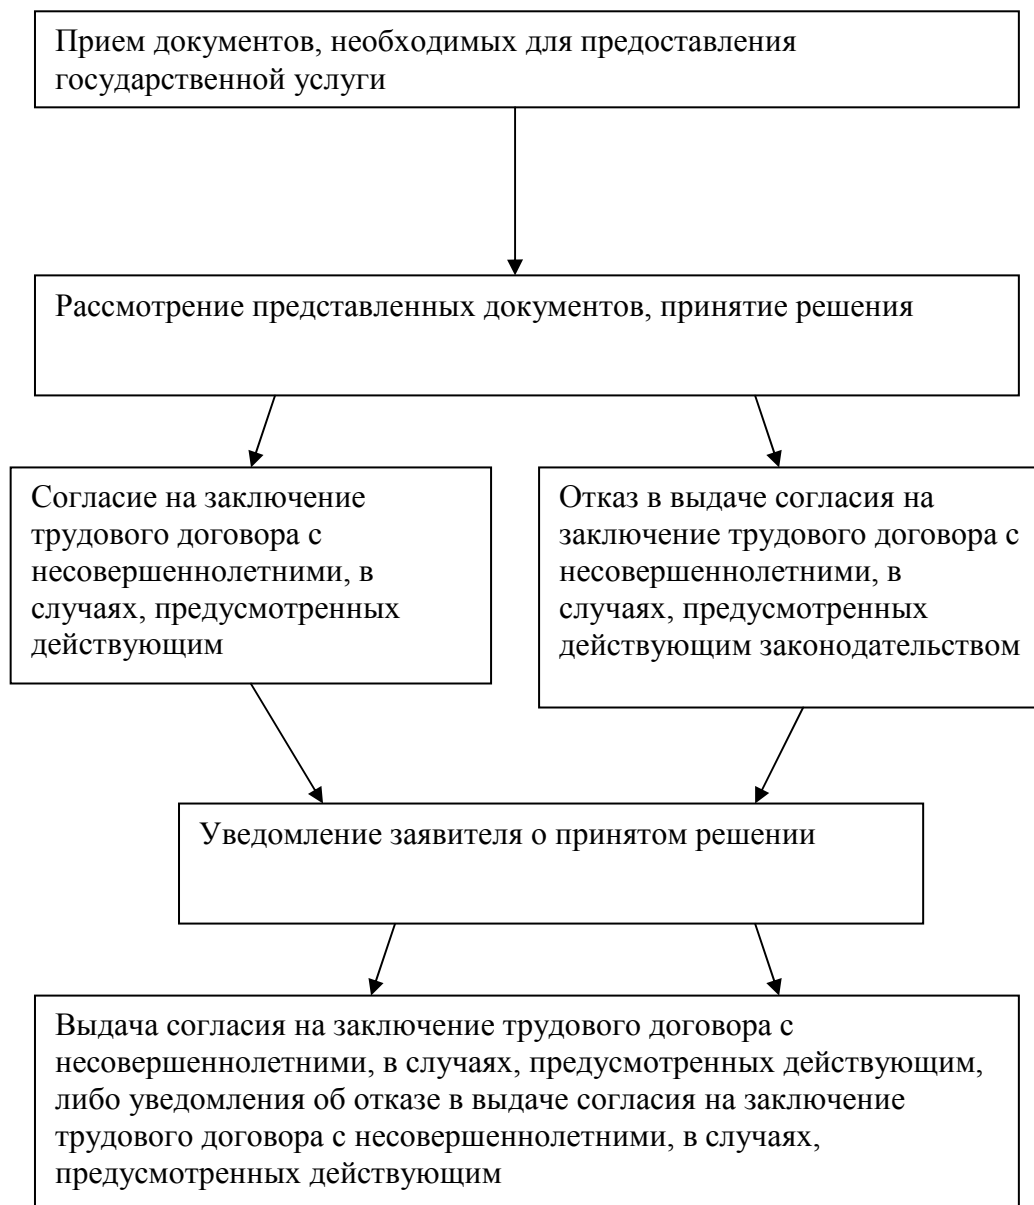 Прием документов, необходимых для предоставления
государственной услуги
Рассмотрение представленных документов, принятие решения
Согласие на заключение
трудового договора с
несовершеннолетними, в
случаях, предусмотренных
действующим
Отказ в выдаче согласия на
заключение трудового договора с
несовершеннолетними, в
случаях, предусмотренных
действующим законодательством
Уведомление заявителя о принятом решении
Выдача согласия на заключение трудового договора с
несовершеннолетними, в случаях, предусмотренных действующим,
либо уведомления об отказе в выдаче согласия на заключение
трудового договора с несовершеннолетними, в случаях,
предусмотренных действующим